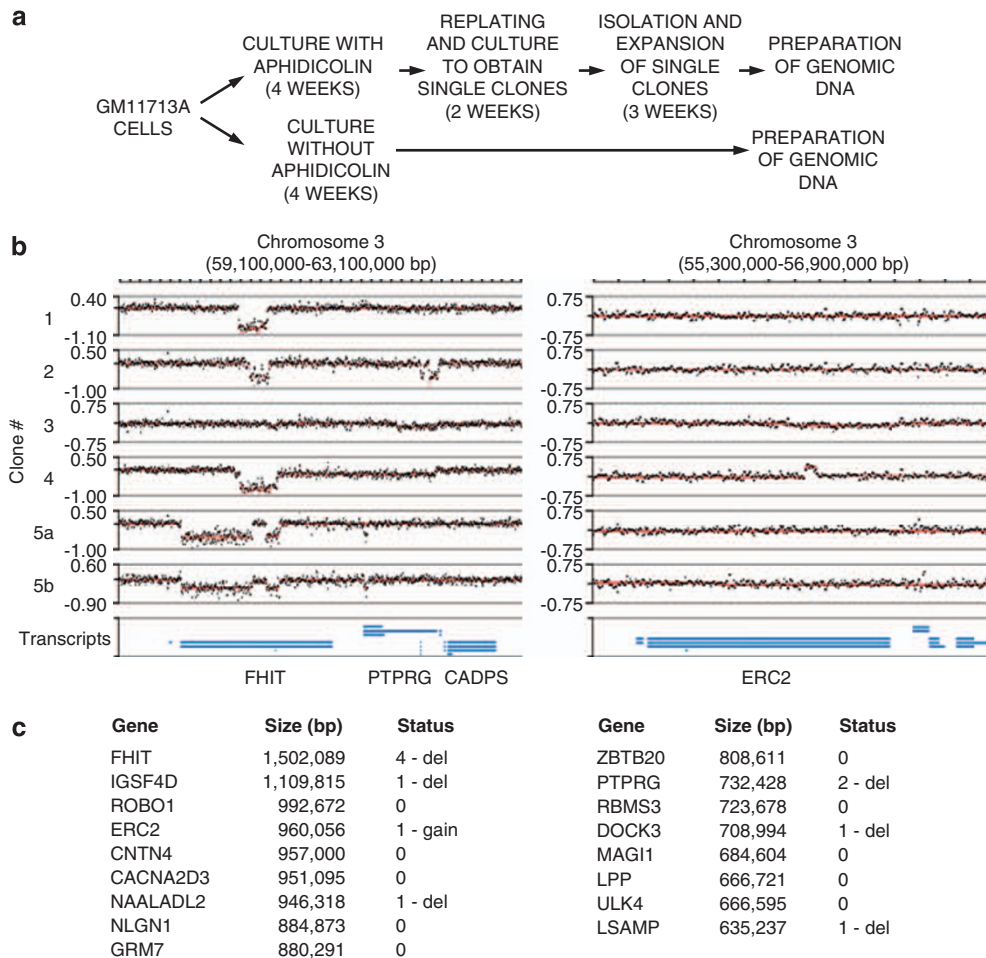 a
GM11713A
CELLS
CULTURE WITH
APHIDICOLIN
(4 WEEKS)
REPLATING
AND CULTURE
TO OBTAIN
SINGLE CLONES
(2 WEEKS)
ISOLATION AND
EXPANSION
OF SINGLE
CLONES
(3 WEEKS)
PREPARATION
OF GENOMIC
DNA
CULTURE
WITHOUT
APHIDICOLIN
(4 WEEKS)
PREPARATION
OF GENOMIC
DNA
b
Chromosome 3
(59,100,000-63,100,000 bp)
Clone #
1
0.40
-1.10
2
0.50
-1.00
3
0.75
-0.75
4
0.50
-1.00
5a
0.50
-1.00
5b
0.60
-0.90
Transcripts
FHIT PTPRG CADPS
Chromosome 3
(55,300,000-56,900,000 bp)
0.75
-0.75
0.75
-0.75
0.75
-0.75
0.75
-0.75
0.75
-0.75
0.75
-0.75
ERC2
c
Gene Size (bp) Status
FHIT 1,502,089 4 - del
IGSF4D 1,109,815 1 - del
ROBO1 992,672 0
ERC2 960,056 1 - gain
CNTN4 957,000 0
CACNA2D3 951,095 0
NAALADL2 946,318 1 - del
NLGN1 884,873 0
GRM7 880,291 0
Gene Size (bp) Status
ZBTB20 808,611 0
PTPRG 732,428 2 - del
RBMS3 723,678 0
DOCK3 708,994 1 - del
MAGI1 684,604 0
LPP 666,721 0
ULK4 666,595 0
LSAMP 635,237 1 - del